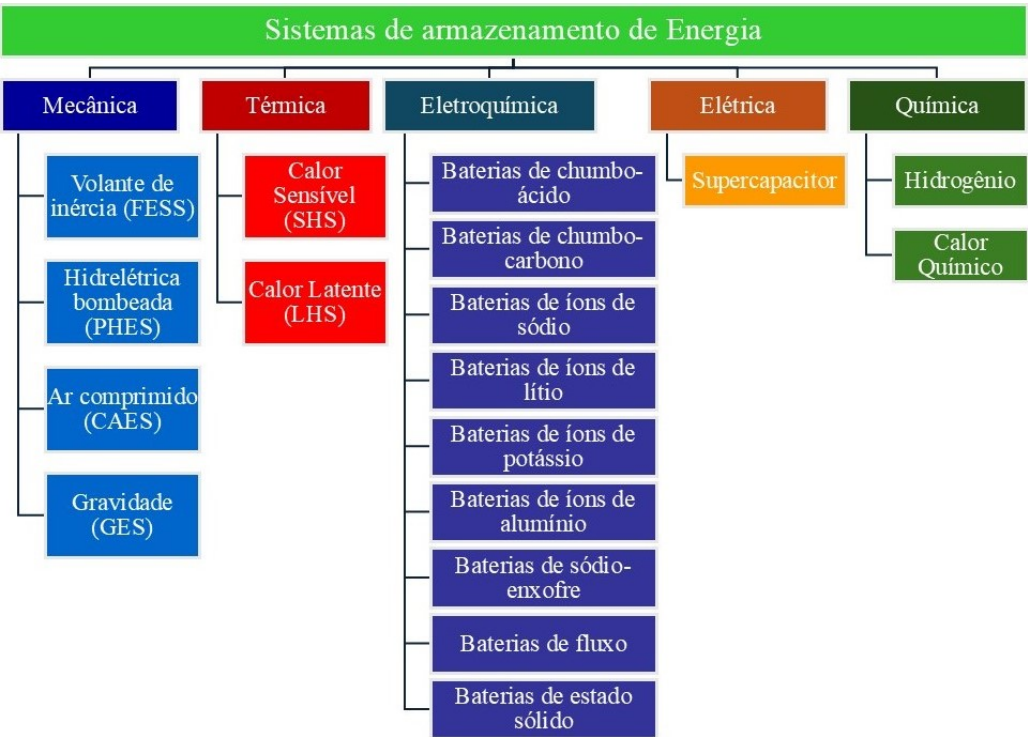 Sistemas de armazenamento de Energia
Mecânica
Térmica
Eletroquímica
Elétrica
Química
Volante de
inércia (FESS)
Hidrelétrica
bombeada
(PHES)
Ar comprimido
(CAES)
Gravidade
(GES)
Calor
Sensível
(SHS)
Calor Latente
(LHS)
Baterias de chumbo-
ácido
Baterias de chumbo-
carbono
Baterias de íons de
sódio
Baterias de íons de
lítio
Baterias de íons de
potássio
Baterias de íons de
alumínio
Baterias de sódio-
enxofre
Baterias de fluxo
Baterias de estado
sólido
Supercapacitor
Hidrogênio
Calor
Químico